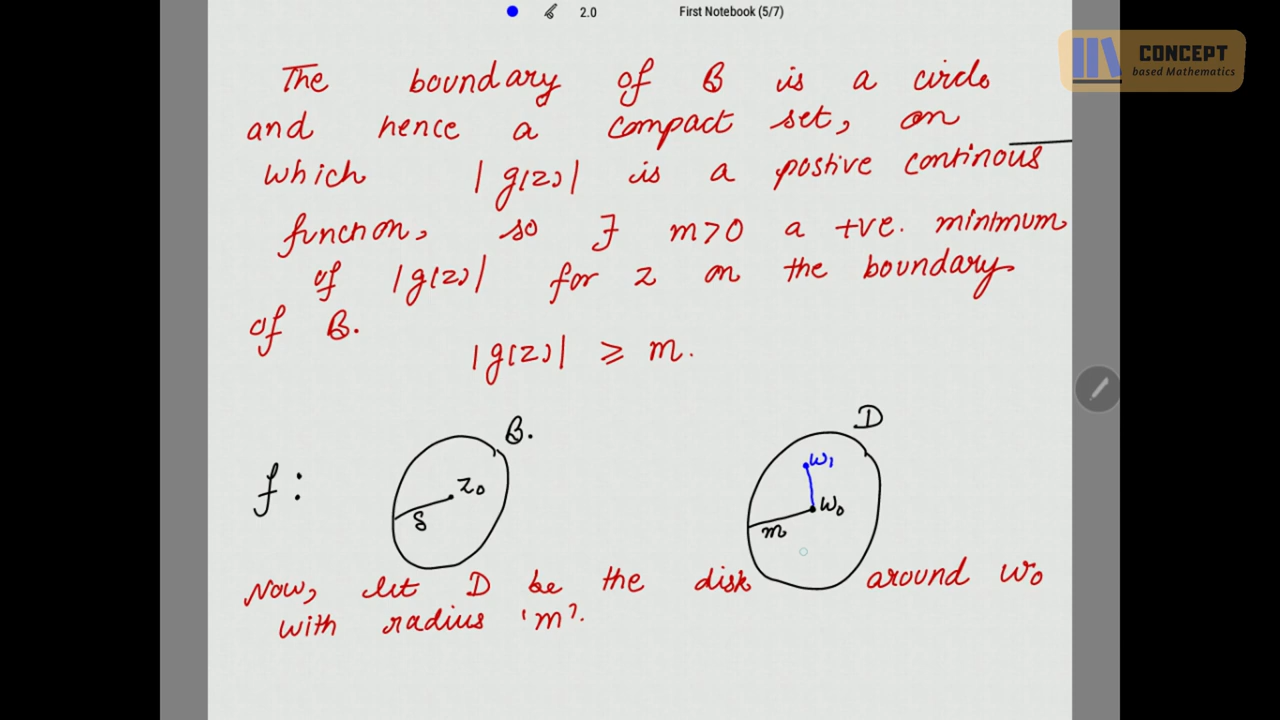 2.0 First Notebook (5/7)
CONCEPT
based Mathematics
The boundary of B is a circle
and hence a compact set, on
which |g(z)| is a postive continous
function, so ∃ m>0 a +ve. minimum
of |g(z)| for z on the boundary
of B.
|g(z)| ≥ m.
f: B. z₀ δ
D w₁ w₀ m
Now, let D be the disk around w₀
with radius 'm'.